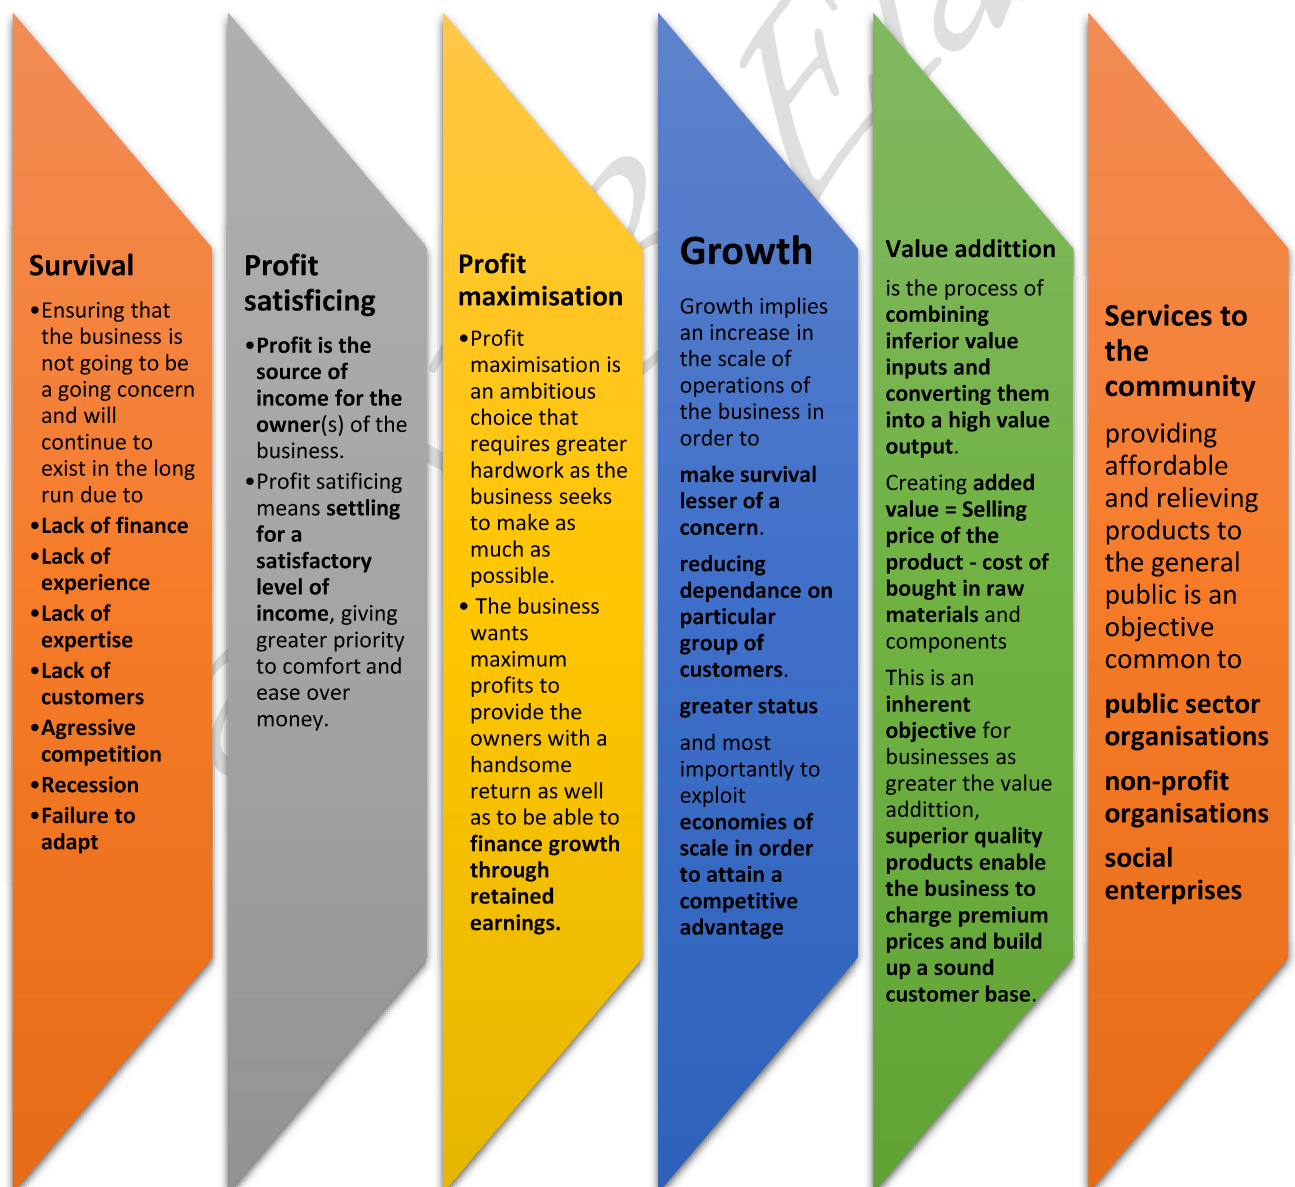 Survival
•Ensuring that
the business is
not going to be
a going concern
and will
continue to
exist in the long
run due to
•Lack of finance
•Lack of
experience
•Lack of
expertise
•Lack of
customers
•Agressive
competition
•Recession
•Failure to
adapt
Profit
satisficing
•Profit is the
source of
income for the
owner(s) of the
business.
•Profit satificing
means settling
for a
satisfactory
level of
income, giving
greater priority
to comfort and
ease over
money.
Profit
maximisation
•Profit
maximisation is
an ambitious
choice that
requires greater
hardwork as the
business seeks
to make as
much as
possible.
• The business
wants
maximum
profits to
provide the
owners with a
handsome
return as well
as to be able to
finance growth
through
retained
earnings.
Growth
Growth implies
an increase in
the scale of
operations of
the business in
order to
make survival
lesser of a
concern.
reducing
dependance on
particular
group of
customers.
greater status
and most
importantly to
exploit
economies of
scale in order
to attain a
competitive
advantage
Value addittion
is the process of
combining
inferior value
inputs and
converting them
into a high value
output.
Creating added
value = Selling
price of the
product - cost of
bought in raw
materials and
components
This is an
inherent
objective for
businesses as
greater the value
addittion,
superior quality
products enable
the business to
charge premium
prices and build
up a sound
customer base.
Services to
the
community
providing
affordable
and relieving
products to
the general
public is an
objective
common to
public sector
organisations
non-profit
organisations
social
enterprises